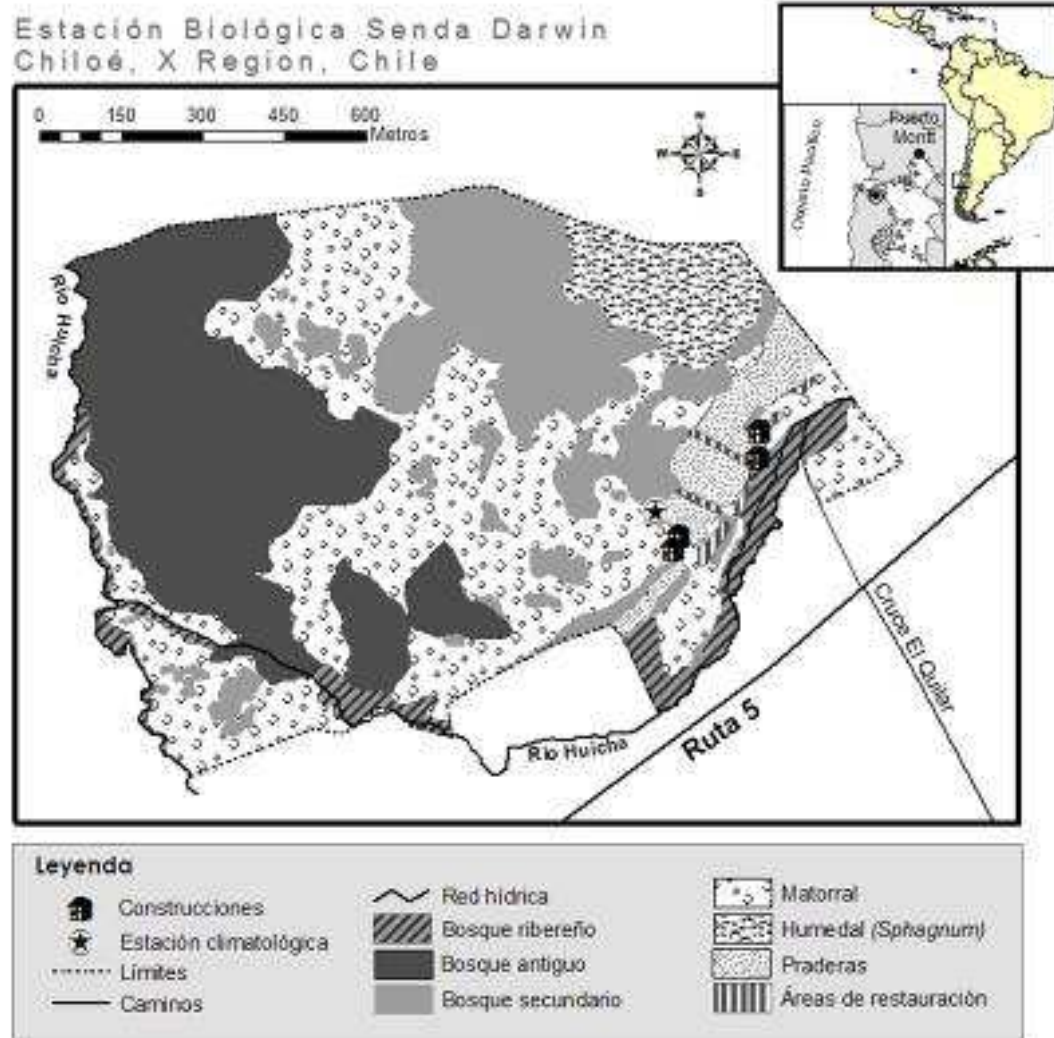 Estación Biológica Senda Darwin
Chiloé, X Region, Chile
0 150 300 450 600
Metros
N
W E
S
Puerto
Montt
Océano Pacífico
Río Huicha
Río Huicha
Ruta 5
Cruce El Quilar
Leyenda
Construcciones
Estación climatológica
Límites
Caminos
Red hídrica
Bosque ribereño
Bosque antiguo
Bosque secundario
Matorral
Humedal (Sphagnum)
Praderas
Áreas de restauración